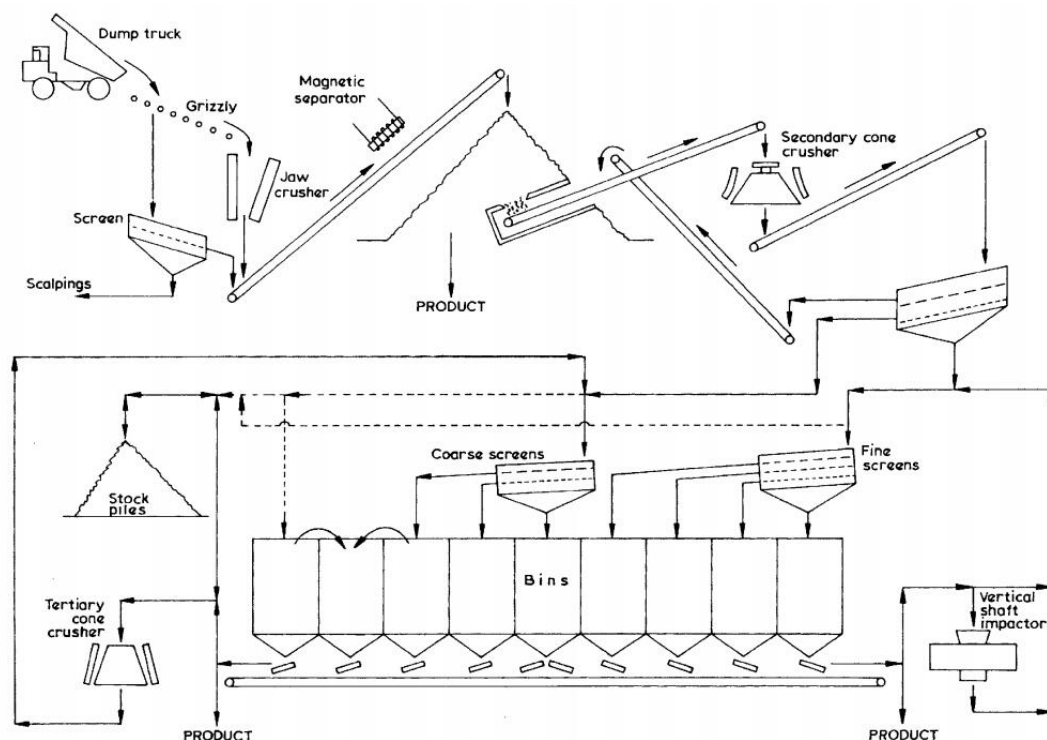 Dump truck
Grizzly
Magnetic
separator
Jaw
crusher
Secondary cone
crusher
Screen
Scalpings
PRODUCT
Coarse screens
Fine
screens
Stock
piles
Bins
Tertiary
cone
crusher
Vertical
shaft
impactor
PRODUCT
PRODUCT